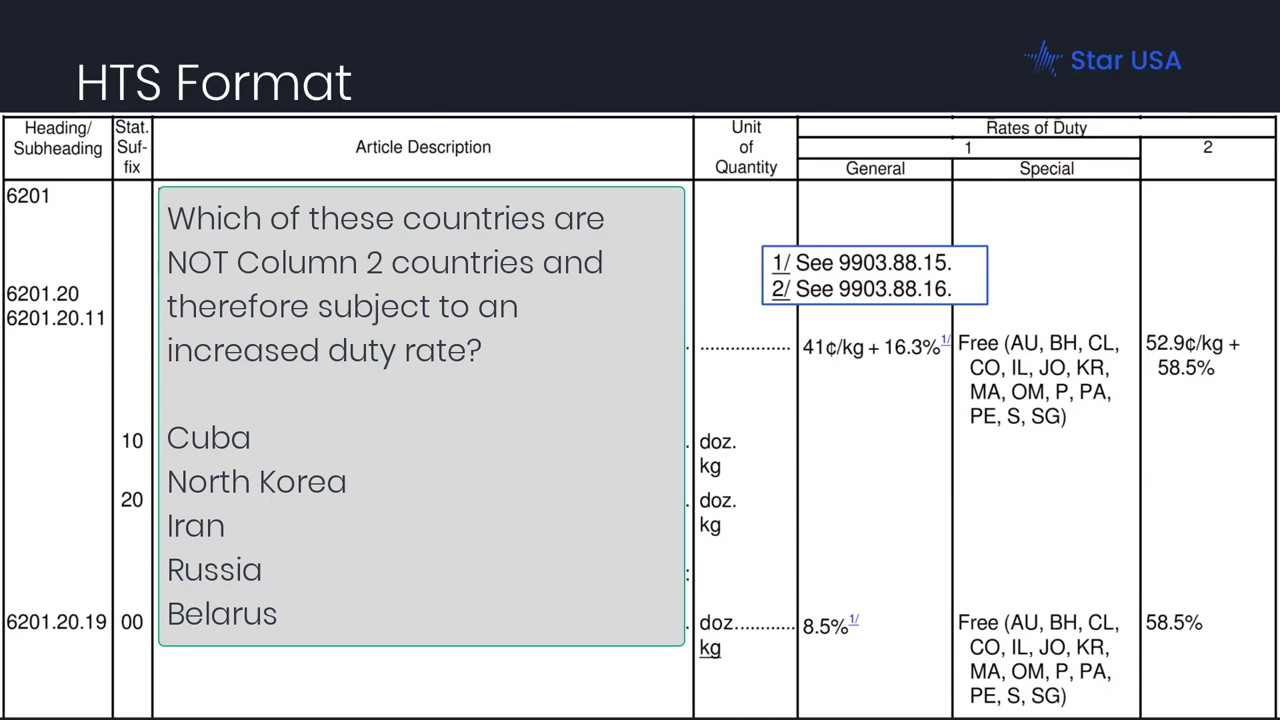 HTS Format
Star USA
Heading/
Subheading
Stat.
Suf-
fix
Article Description
Unit
of
Quantity
Rates of Duty
1
2
General
Special
6201
6201.20
6201.20.11
Which of these countries are
NOT Column 2 countries and
therefore subject to an
increased duty rate?
Cuba
North Korea
Iran
Russia
Belarus
1/ See 9903.88.15.
2/ See 9903.88.16.
..................
41¢/kg + 16.3% 1/
Free (AU, BH, CL,
CO, IL, JO, KR,
MA, OM, P, PA,
PE, S, SG)
52.9¢/kg +
58.5%
10
doz.
kg
20
doz.
kg
6201.20.19
00
doz............
kg
8.5% 1/
Free (AU, BH, CL,
CO, IL, JO, KR,
MA, OM, P, PA,
PE, S, SG)
58.5%